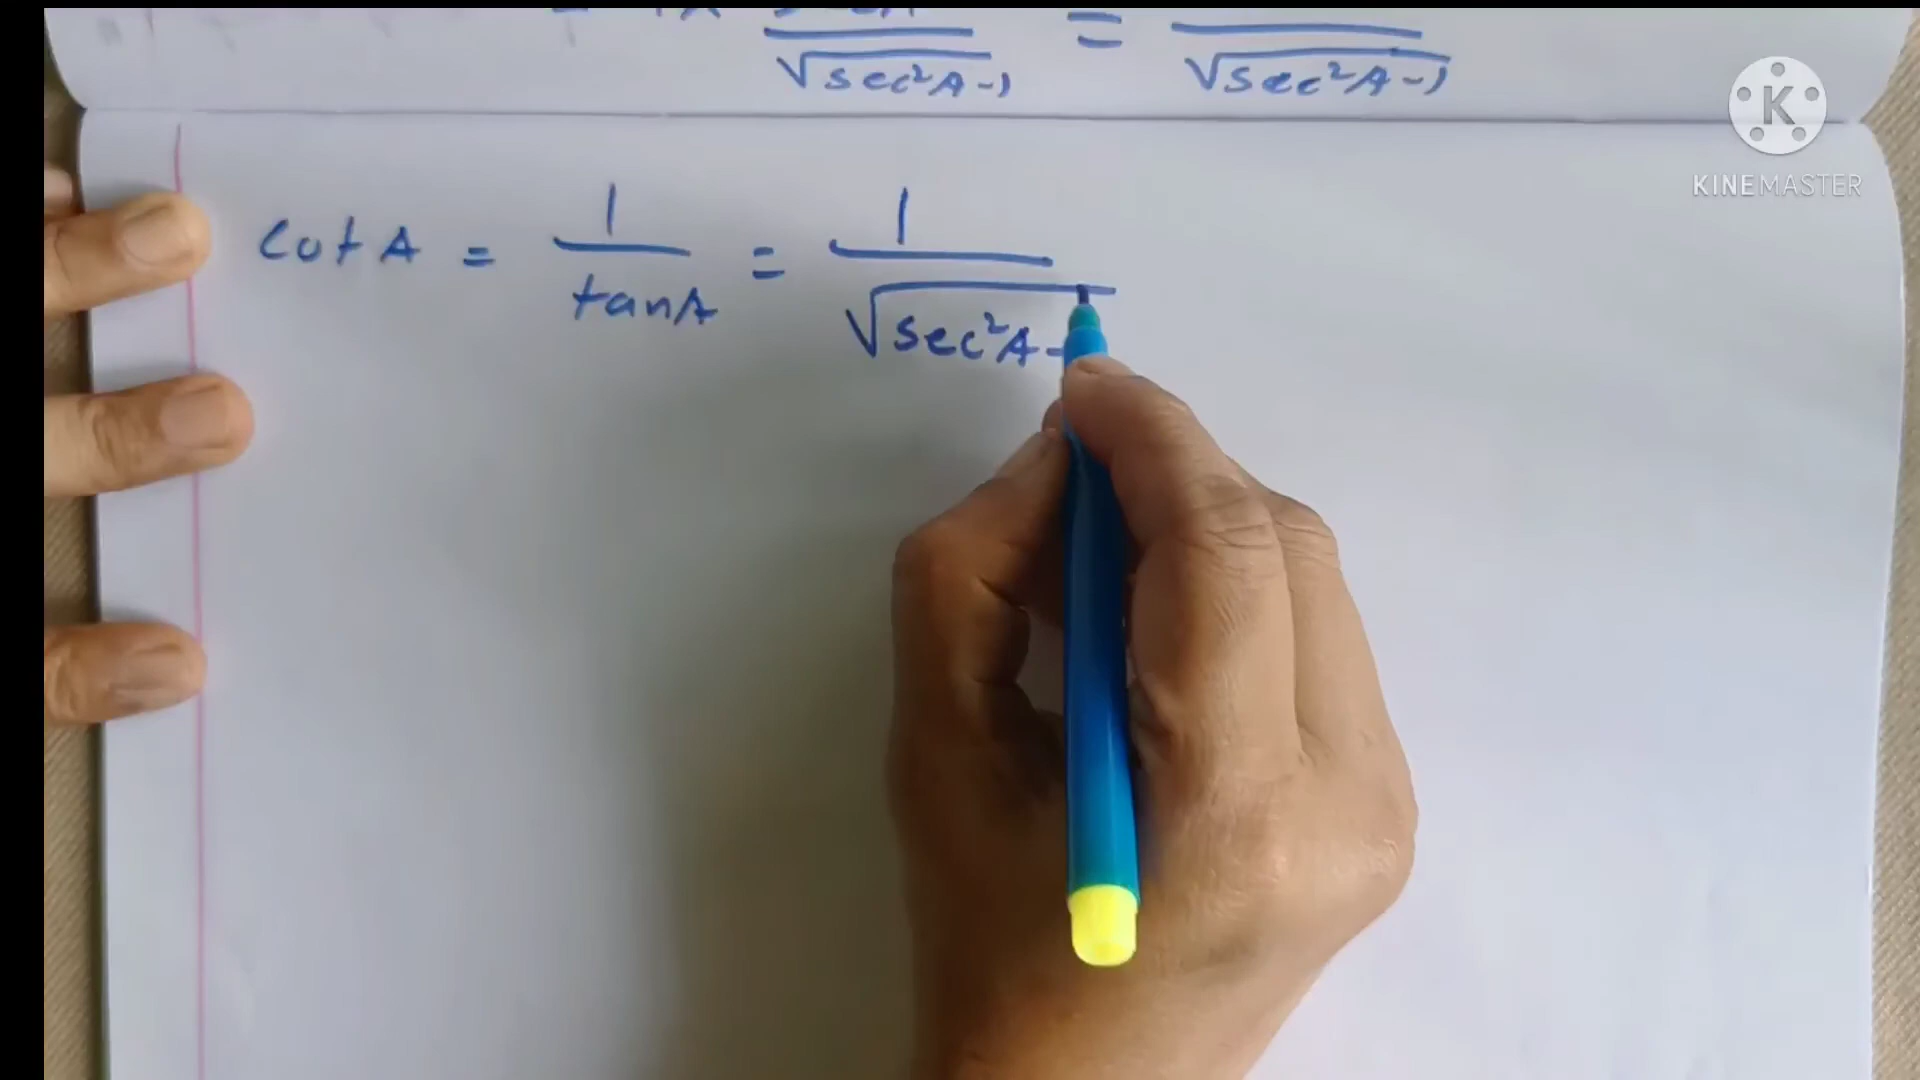 =
√sec²A-1 = √sec²A-1
cot A = 1/tanA = 1/√sec²A-
K
KINEMASTER